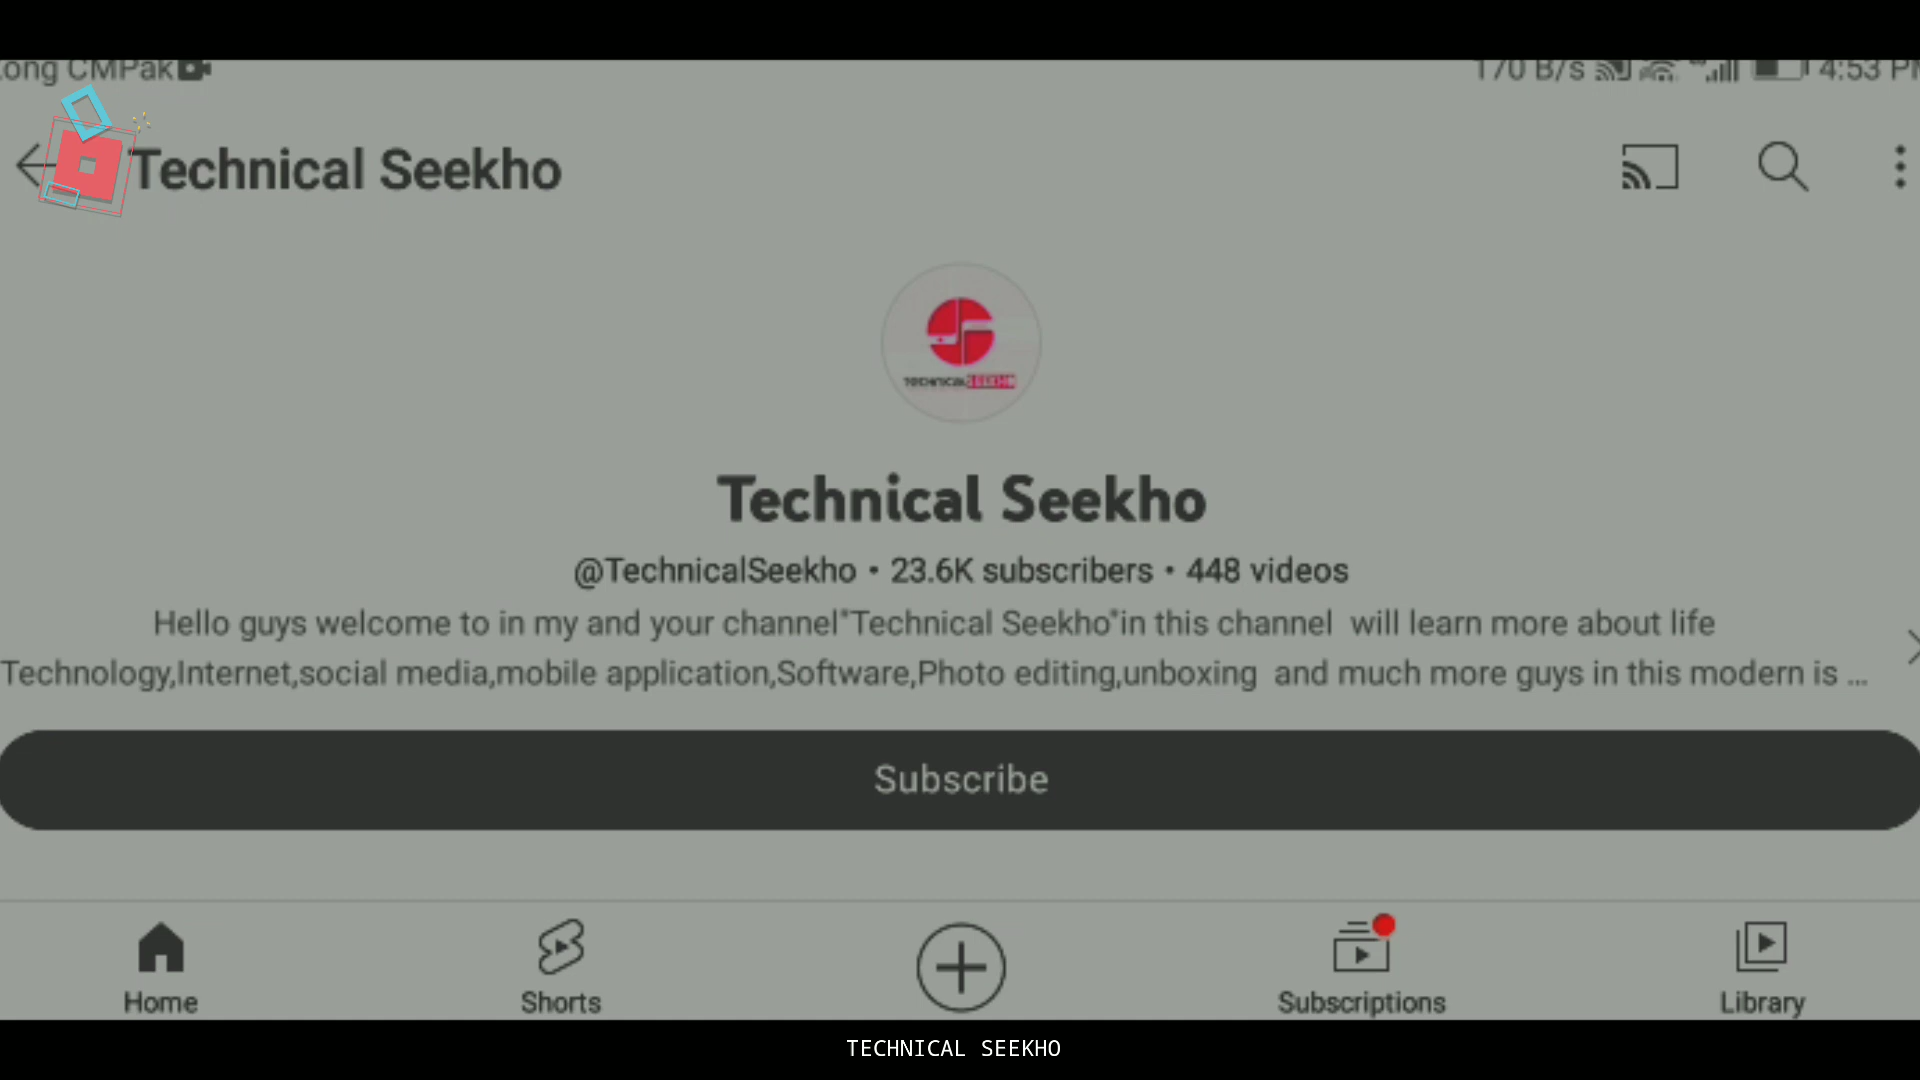 ong CMPak 170 B/s 4:53 P
Technical Seekho
TECHNICAL SEEKHO
Technical Seekho
@TechnicalSeekho • 23.6K subscribers • 448 videos
Hello guys welcome to in my and your channel"Technical Seekho"in this channel  will learn more about life
Technology,Internet,social media,mobile application,Software,Photo editing,unboxing  and much more guys in this modern is ...
Subscribe
Home Shorts Subscriptions Library
TECHNICAL SEEKHO